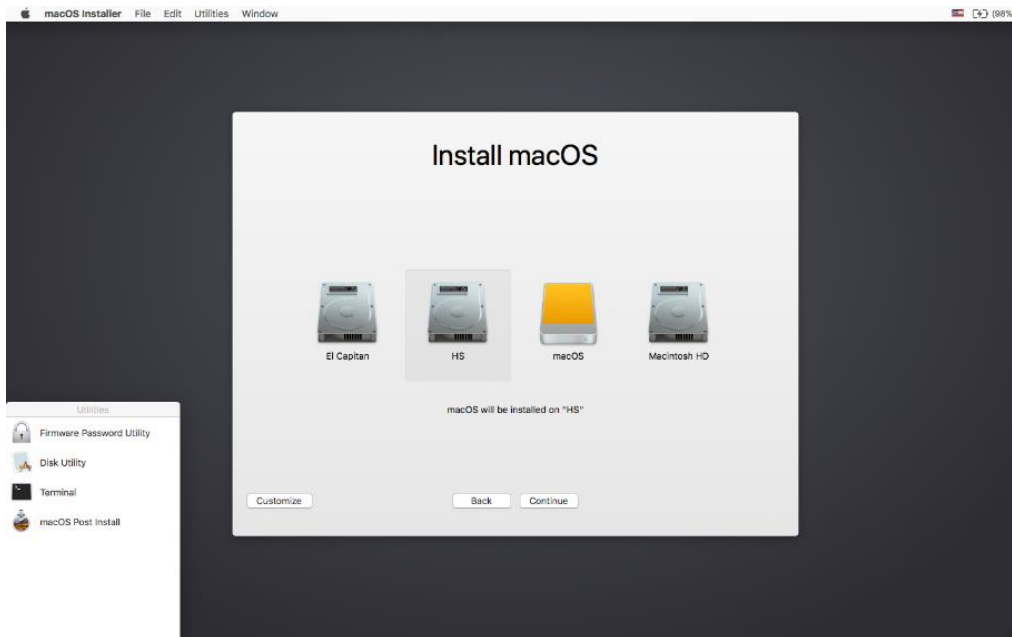 macOS Installer File Edit Utilities Window (98%
Install macOS
El Capitan HS macOS Macintosh HD
macOS will be installed on "HS"
Customize Back Continue
Utilities
Firmware Password Utility
Disk Utility
Terminal
macOS Post Install